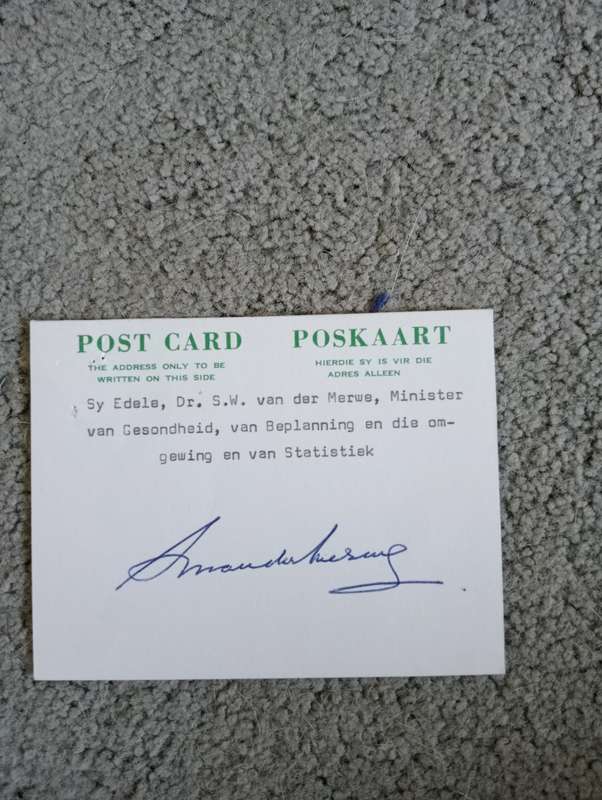 POST CARD
THE ADDRESS ONLY TO BE
WRITTEN ON THIS SIDE
POSKAART
HIERDIE SY IS VIR DIE
ADRES ALLEEN
Sy Edele, Dr. S.W. van der Merwe, Minister
van Gesondheid, van Beplanning en die om-
gewing en van Statistiek
Svanandermerwe